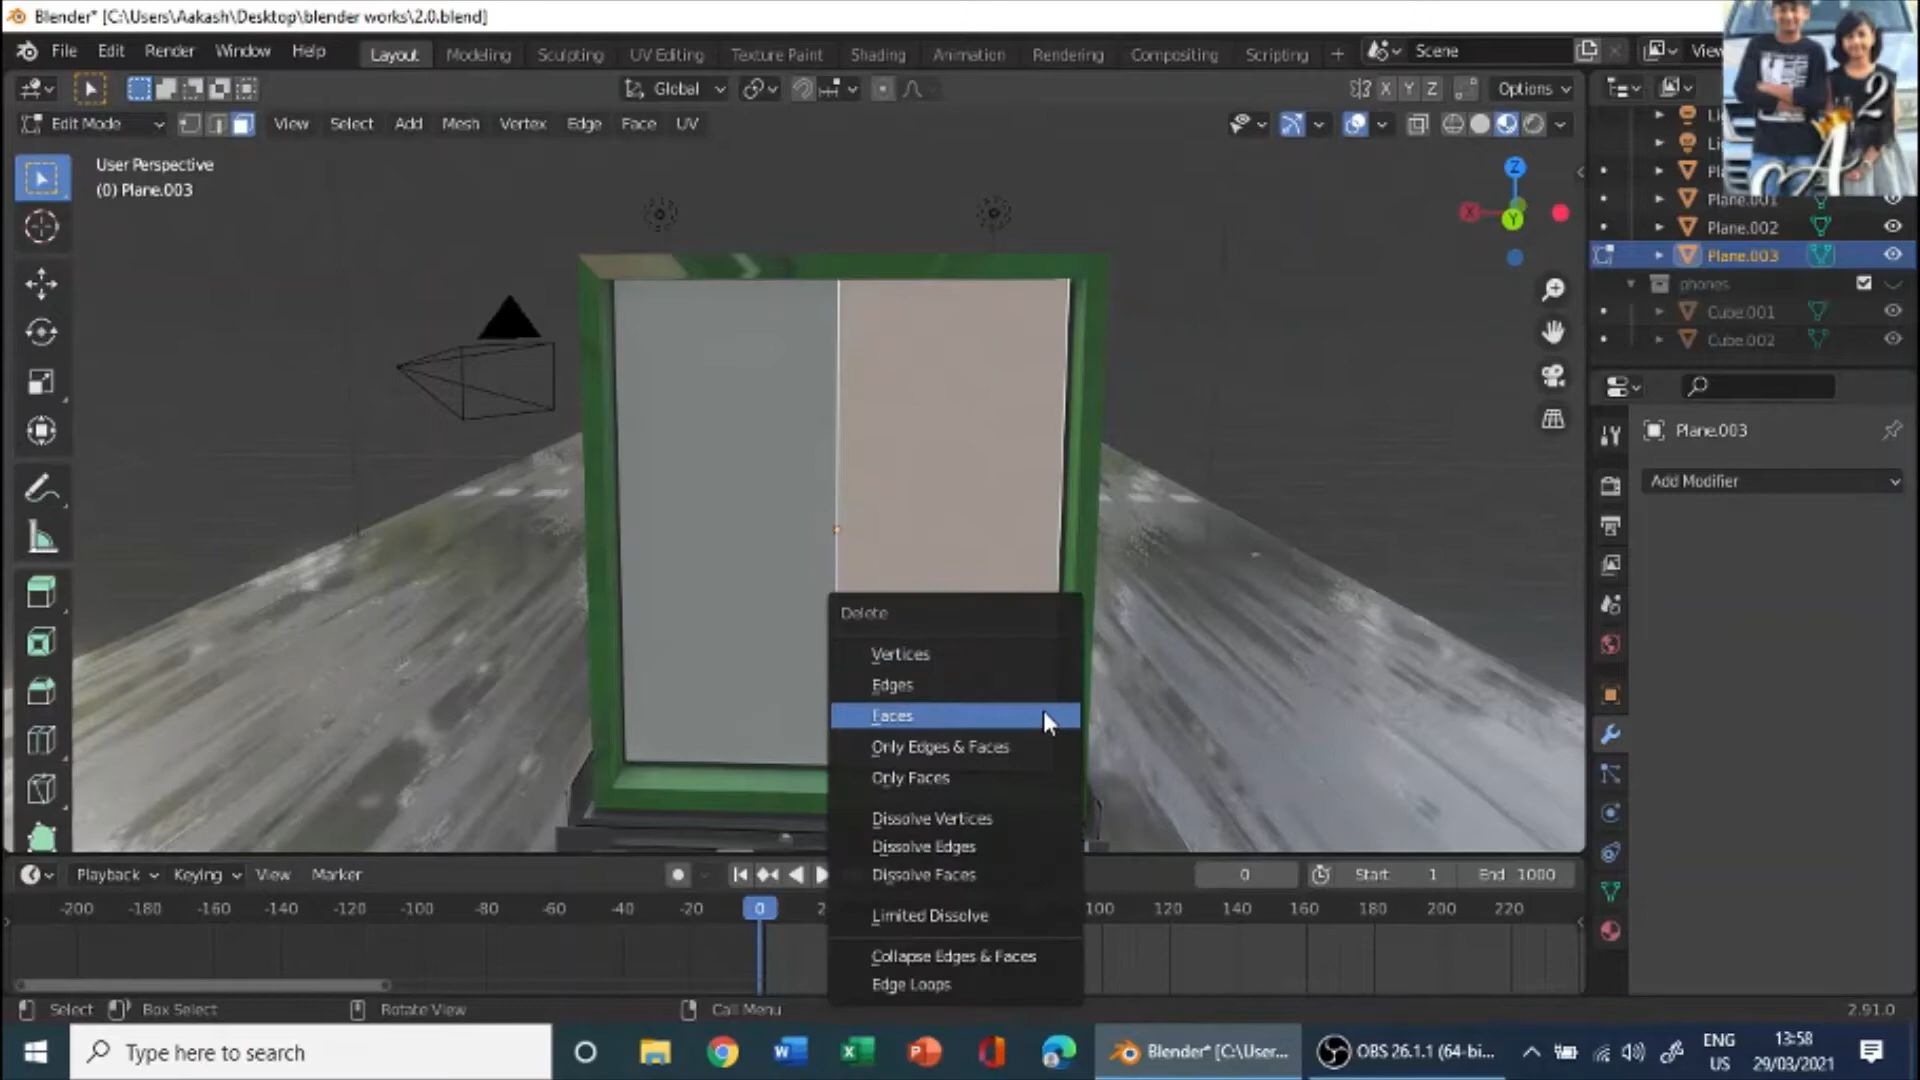 Blender* [C:\Users\Aakash\Desktop\blender works\2.0.blend]
File Edit Render Window Help Layout Modeling Sculpting UV Editing Texture Paint Shading Animation Rendering Compositing Scripting + Scene
Global X Y Z Options
Edit Mode View Select Add Mesh Vertex Edge Face UV
User Perspective
(0) Plane.003
Z
X
Y
2
A
Plane.001
Plane.002
Plane.003
phones
Cube.001
Cube.002
Plane.003
Add Modifier
Delete
Vertices
Edges
Faces
Only Edges & Faces
Only Faces
Dissolve Vertices
Dissolve Edges
Dissolve Faces
Limited Dissolve
Collapse Edges & Faces
Edge Loops
Playback Keying View Marker 0 Start 1 End 1000
-200 -180 -160 -140 -120 -100 -80 -60 -40 -20 0 100 120 140 160 180 200 220
Select Box Select Rotate View Call Menu 2.91.0
Type here to search Blender* [C:\User... OBS 26.1.1 (64-bi... ENG US 13:58 29/03/2021